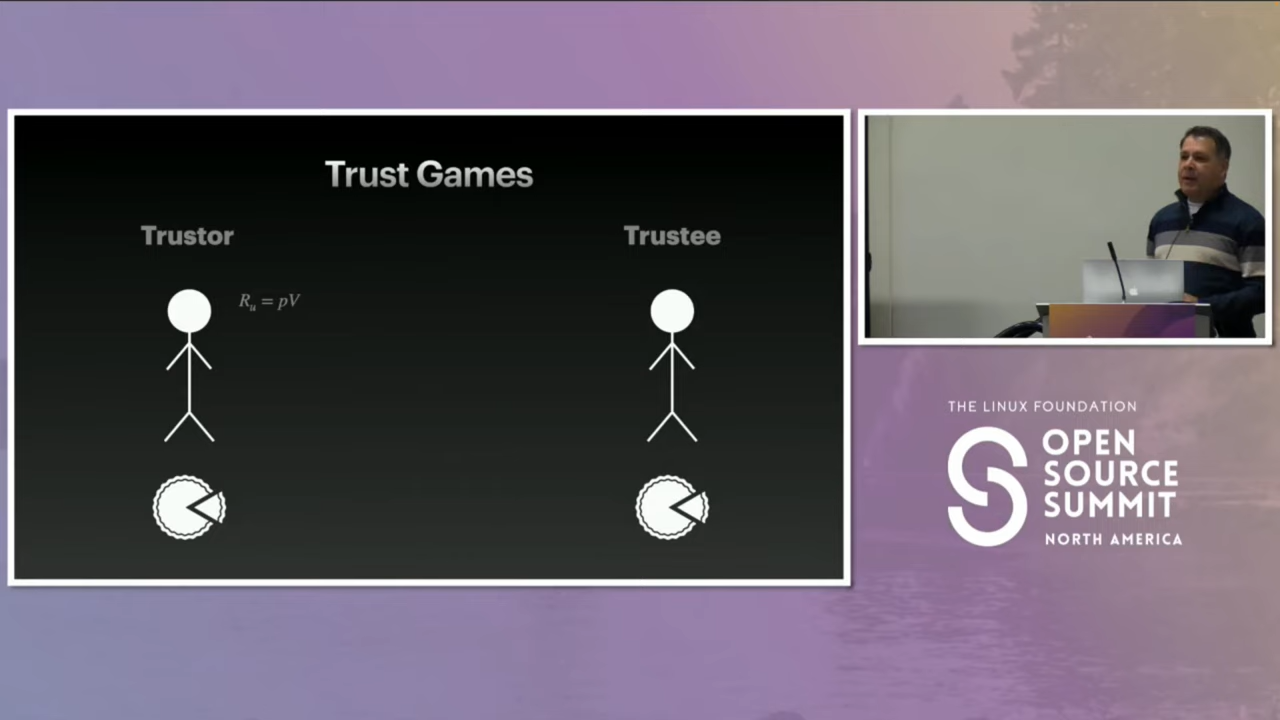 Trust Games
Trustor
Trustee
R_u = pV
THE LINUX FOUNDATION
OPEN
SOURCE
SUMMIT
NORTH AMERICA